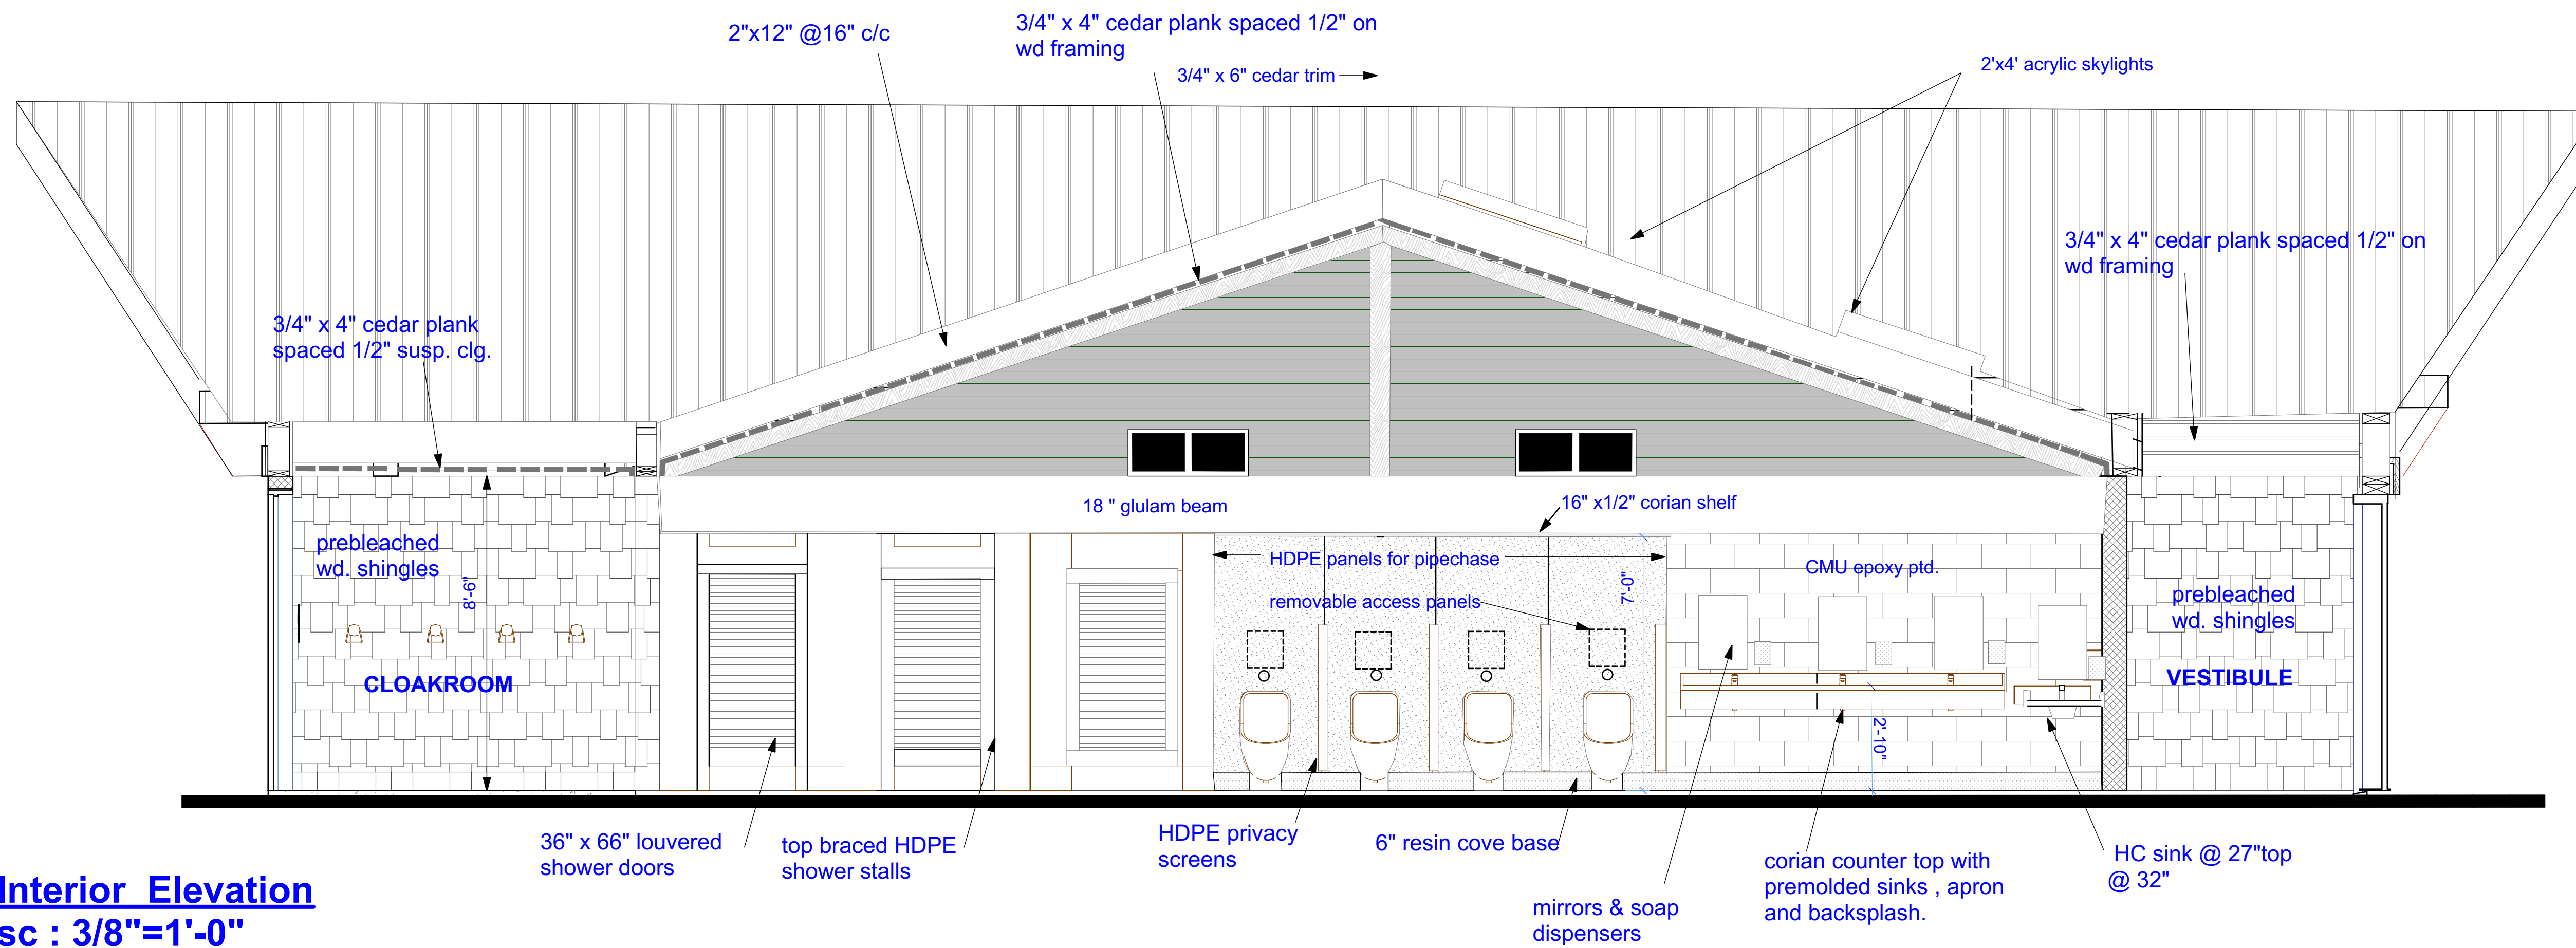 2"x12" @16" c/c
3/4" x 4" cedar plank spaced 1/2" on
wd framing
3/4" x 6" cedar trim
2'x4' acrylic skylights
3/4" x 4" cedar plank spaced 1/2" on
wd framing
3/4" x 4" cedar plank
spaced 1/2" susp. clg.
18 " glulam beam
16" x1/2" corian shelf
prebleached
wd. shingles
8'-6"
HDPE panels for pipechase
7'-0"
CMU epoxy ptd.
removable access panels
prebleached
wd. shingles
CLOAKROOM
VESTIBULE
2'-10"
36" x 66" louvered
shower doors
top braced HDPE
shower stalls
HDPE privacy
screens
6" resin cove base
mirrors & soap
dispensers
corian counter top with
premolded sinks , apron
and backsplash.
HC sink @ 27"top
@ 32"
Interior Elevation
sc : 3/8"=1'-0"